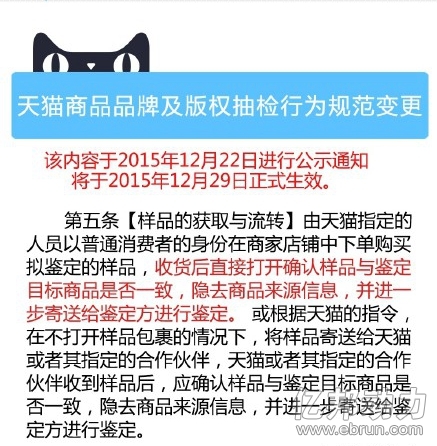 天猫商品品牌及版权抽检行为规范变更
该内容于2015年12月22日进行公示通知
将于2015年12月29日正式生效。
第五条【样品的获取与流转】由天猫指定的
人员以普通消费者的身份在商家店铺中下单购买
拟鉴定的样品，收货后直接打开确认样品与鉴定
目标商品是否一致，隐去商品来源信息，并进一
步寄送给鉴定方进行鉴定。或根据天猫的指令，
在不打开样品包裹的情况下，将样品寄送给天猫
或者其指定的合作伙伴，天猫或者其指定的合作
伙伴收到样品后，应确认样品与鉴定目标商品是
否一致，隐去商品来源信息，并进一步寄送给鉴
定方进行鉴定。
亿邦动力
www.ebrun.com